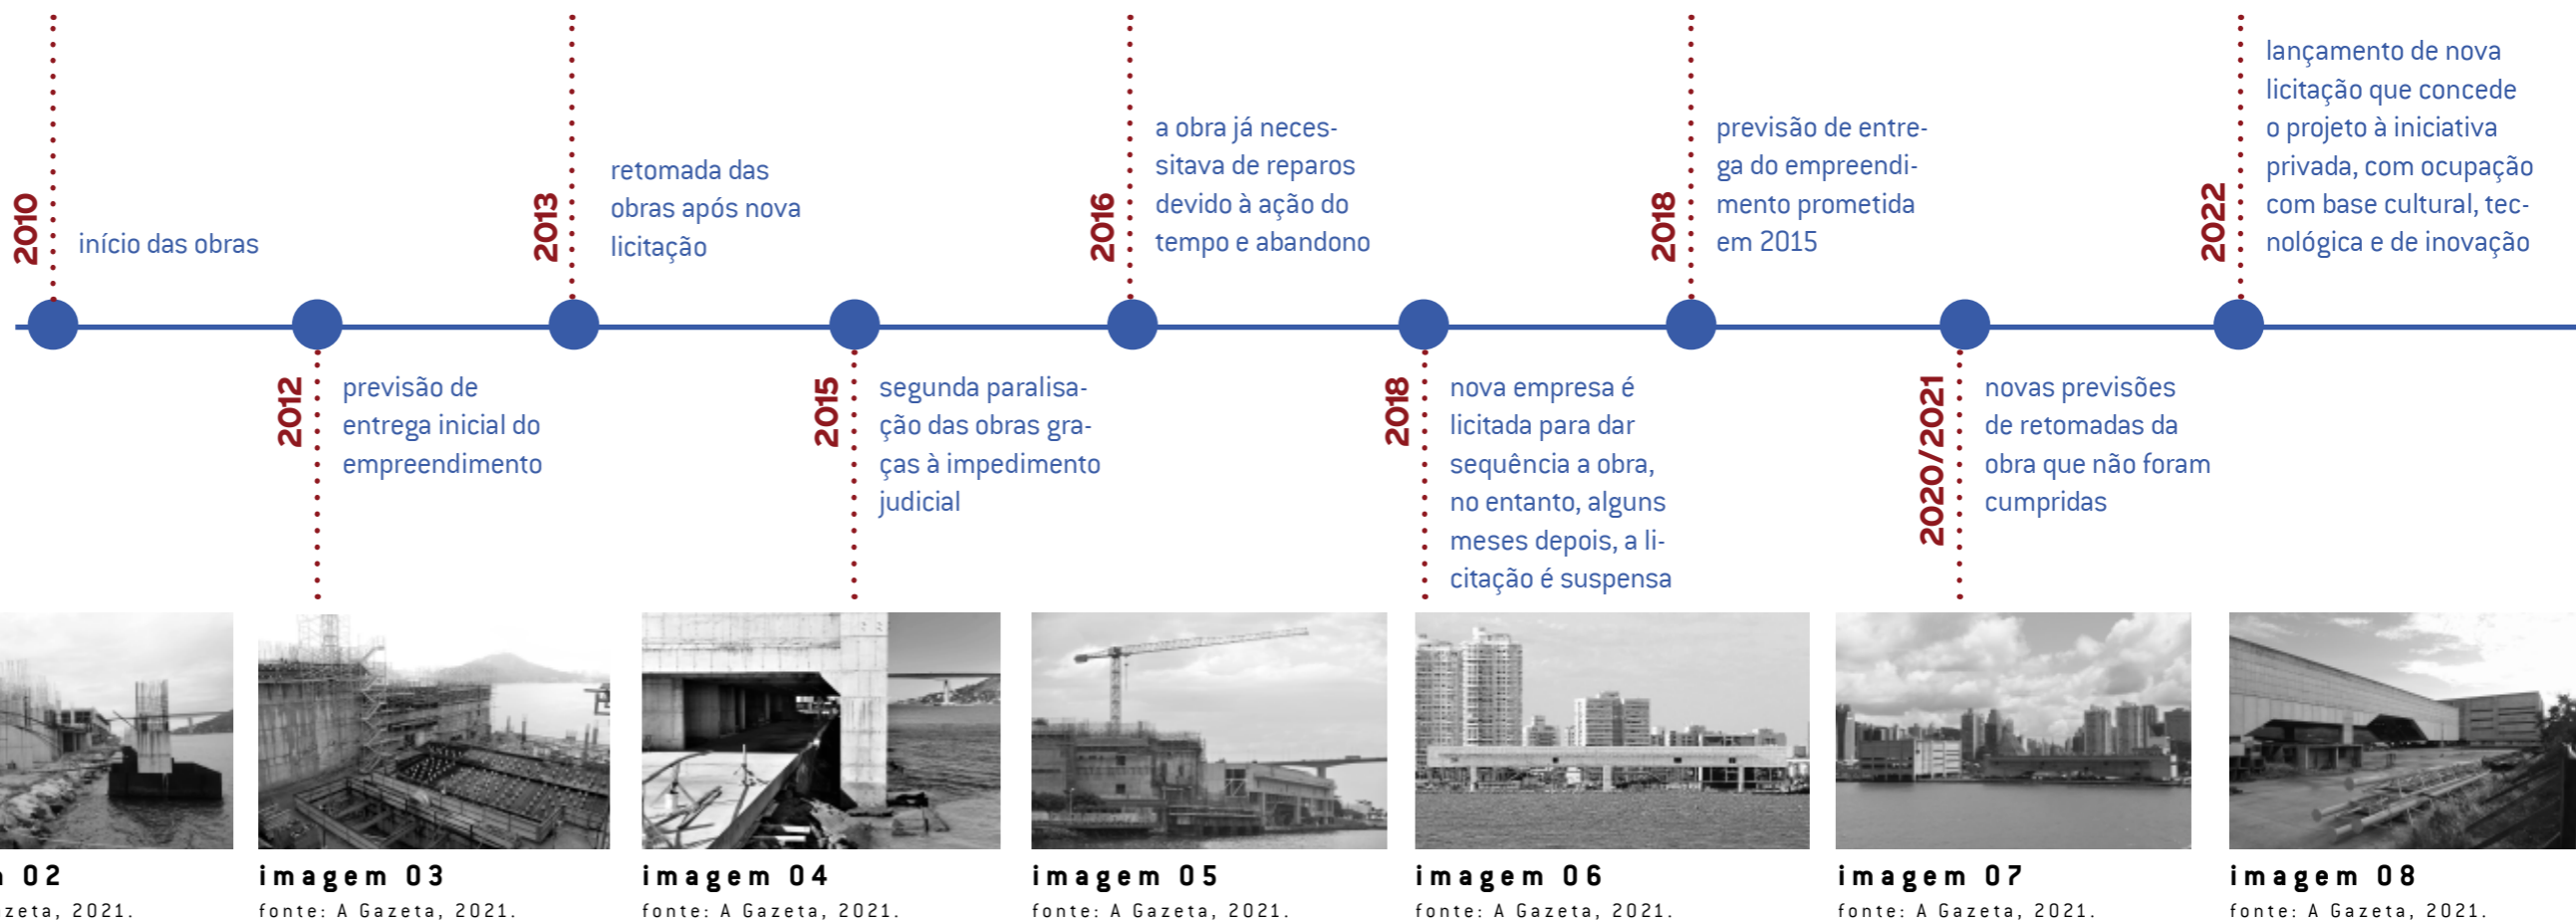 2010
início das obras
2012
previsão de
entrega inicial do
empreendimento
2013
retomada das
obras após nova
licitação
2015
segunda paralisa-
ção das obras gra-
ças à impedimento
judicial
2016
a obra já neces-
sitava de reparos
devido à ação do
tempo e abandono
2018
nova empresa é
licitada para dar
sequência a obra,
no entanto, alguns
meses depois, a li-
citação é suspensa
2018
previsão de entre-
ga do empreendi-
mento prometida
em 2015
2020/2021
novas previsões
de retomadas da
obra que não foram
cumpridas
2022
lançamento de nova
licitação que concede
o projeto à iniciativa
privada, com ocupação
com base cultural, tec-
nológica e de inovação
02
azeta, 2021.
imagem 03
fonte: A Gazeta, 2021.
imagem 04
fonte: A Gazeta, 2021.
imagem 05
fonte: A Gazeta, 2021.
imagem 06
fonte: A Gazeta, 2021.
imagem 07
fonte: A Gazeta, 2021.
imagem 08
fonte: A Gazeta, 2021.